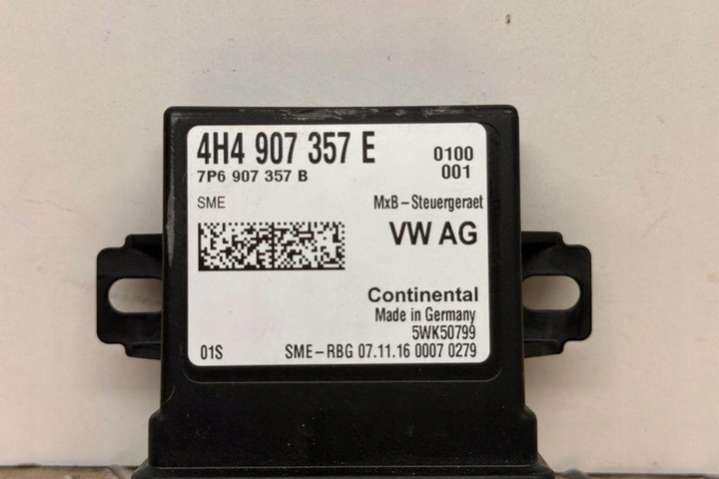 4H4 907 357 E
0100
7P6 907 357 B
001
SME
MxB-Steuergeraet
VW AG
Continental
Made in Germany
5WK50799
01S
SME-RBG 07.11.16 0007 0279